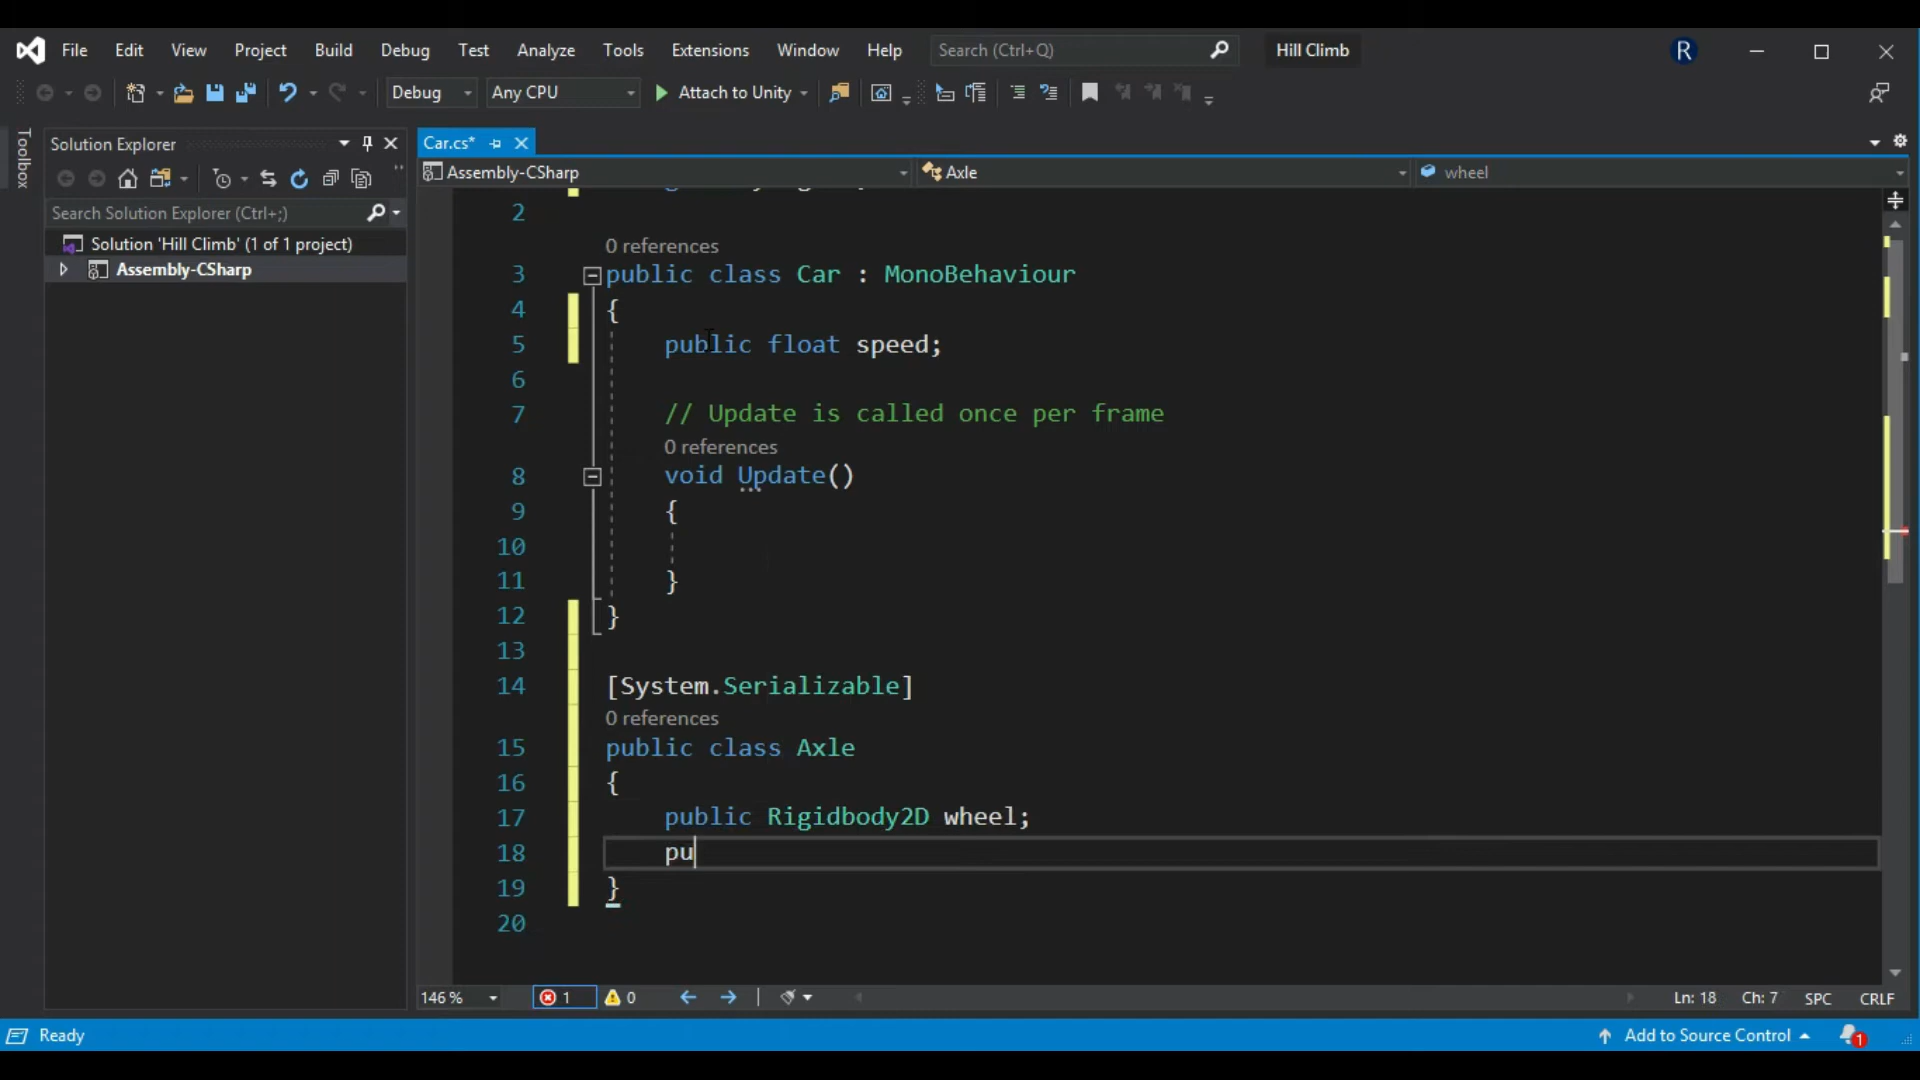 File Edit View Project Build Debug Test Analyze Tools Extensions Window Help Search (Ctrl+Q) Hill Climb R
Debug Any CPU Attach to Unity
Toolbox
Solution Explorer
Search Solution Explorer (Ctrl+;)
Solution 'Hill Climb' (1 of 1 project)
Assembly-CSharp
Car.cs*
Assembly-CSharp Axle wheel
2
0 references
3 public class Car : MonoBehaviour
4 {
5 public float speed;
6
7 // Update is called once per frame
0 references
8 void Update()
9 {
10
11 }
12 }
13
14 [System.Serializable]
0 references
15 public class Axle
16 {
17 public Rigidbody2D wheel;
18 pu
19 }
20
146 % 1 0 Ln: 18 Ch: 7 SPC CRLF
Ready Add to Source Control 1